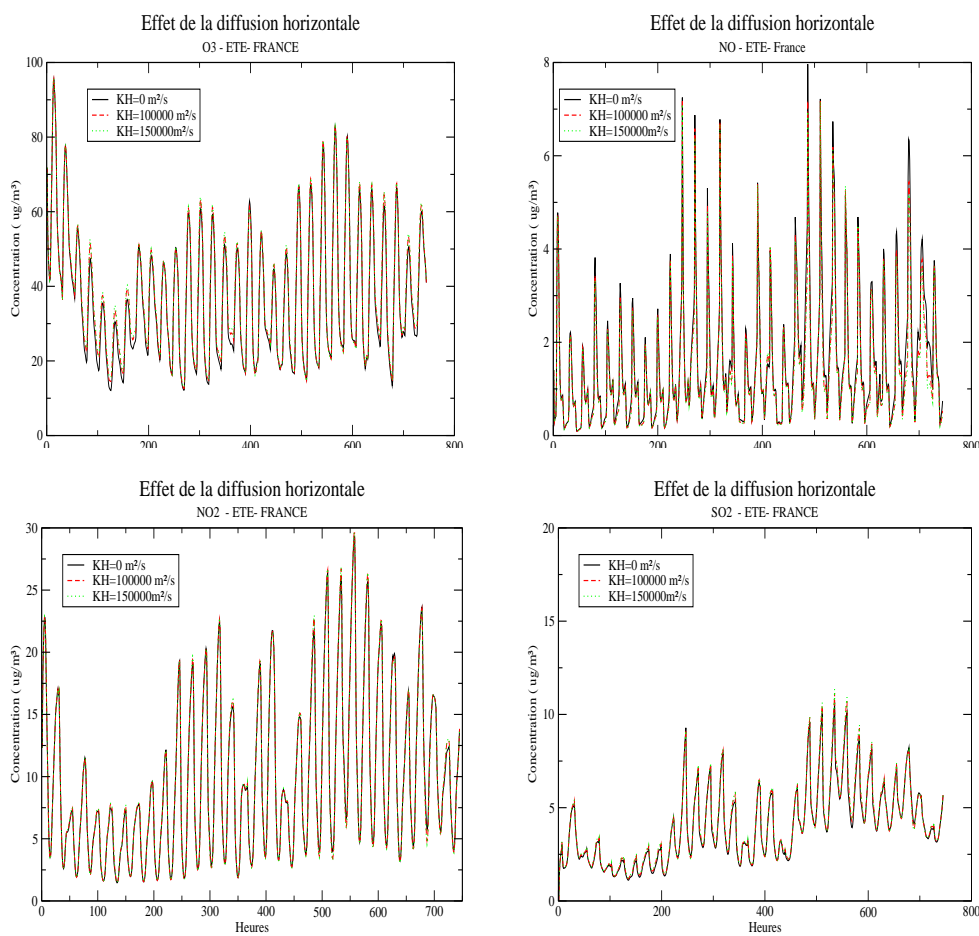 Effet de la diffusion horizontale
O3 - ETE- FRANCE
Concentration ( ug/m³)
100
80
60
40
20
0
KH=0 m²/s
KH=100000 m²/s
KH=150000m²/s
0 200 400 600 800
Effet de la diffusion horizontale
NO - ETE- France
Concentration ( ug/m³)
8
6
4
2
0
KH=0 m²/s
KH=100000 m²/s
KH=150000m²/s
0 200 400 600 800
Effet de la diffusion horizontale
NO2 - ETE- FRANCE
Concentration ( ug/m³)
30
25
20
15
10
5
0
KH=0 m²/s
KH=100000 m²/s
KH=150000m²/s
0 100 200 300 400 500 600 700
Heures
Effet de la diffusion horizontale
SO2 - ETE- FRANCE
Concentration ( ug/m³)
20
15
10
5
0
KH=0 m²/s
KH=100000 m²/s
KH=150000m²/s
0 200 400 600 800
Heures